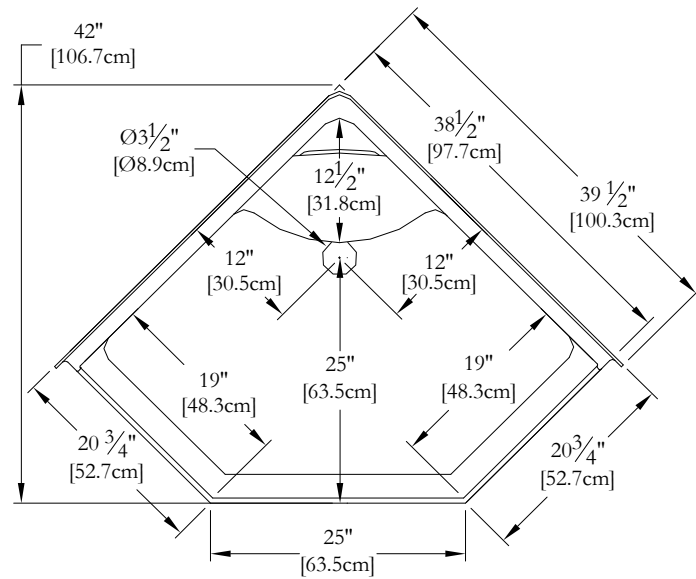 42"
[106.7cm]
Ø3½"
[Ø8.9cm]
38½"
[97.7cm]
12½"
[31.8cm]
39 ½"
[100.3cm]
12"
[30.5cm]
12"
[30.5cm]
25"
[63.5cm]
19"
[48.3cm]
19"
[48.3cm]
20 ¾"
[52.7cm]
20¾"
[52.7cm]
25"
[63.5cm]